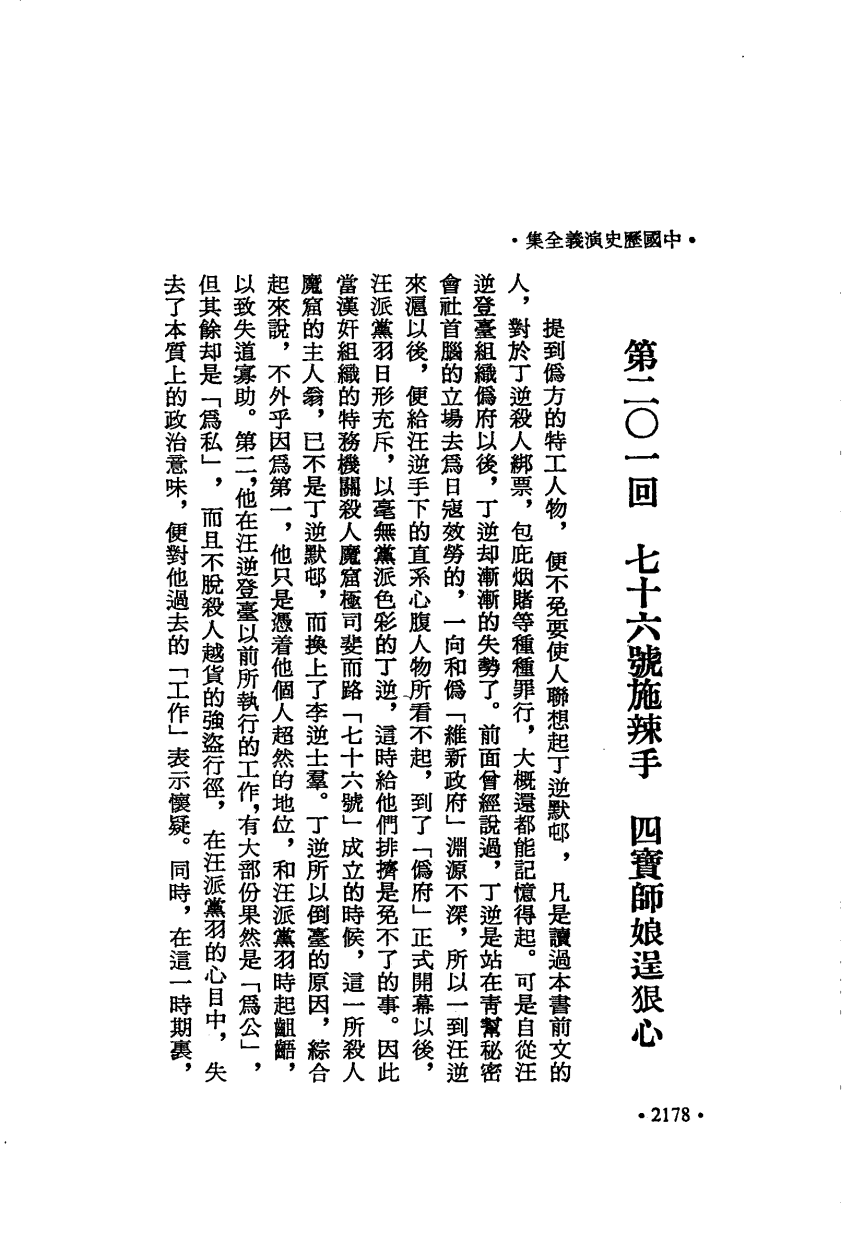 •中國歷史演義全集•
第二〇一回 七十六號施辣手 四寶師娘逞狠心
提到偽方的特工人物，便不免要使人聯想起丁逆默邨，凡是讀過本書前文的
人，對於丁逆殺人綁票，包庇烟賭等種種罪行，大概還都能記憶得起。可是自從汪
逆登臺組織偽府以後，丁逆却漸漸的失勢了。前面曾經說過，丁逆是站在靑幫秘密
會社首腦的立場去爲日寇效勞的，一向和偽「維新政府」淵源不深，所以一到汪逆
來滬以後，便給汪逆手下的直系心腹人物所看不起，到了「偽府」正式開幕以後，
汪派黨羽日形充斥，以毫無黨派色彩的丁逆，這時給他們排擠是免不了的事。因此
當漢奸組織的特務機關殺人魔窟極司斐而路「七十六號」成立的時候，這一所殺人
魔窟的主人翁，已不是丁逆默邨，而換上了李逆士羣。丁逆所以倒臺的原因，綜合
起來說，不外乎因爲第一，他只是憑着他個人超然的地位，和汪派黨羽時起齟齬，
以致失道寡助。第二，他在汪逆登臺以前所執行的工作，有大部份果然是「爲公」，
但其餘却是「爲私」，而且不脫殺人越貨的強盜行徑，在汪派黨羽的心目中，失
去了本質上的政治意味，便對他過去的「工作」表示懷疑。同時，在這一時期裏，
•2178•